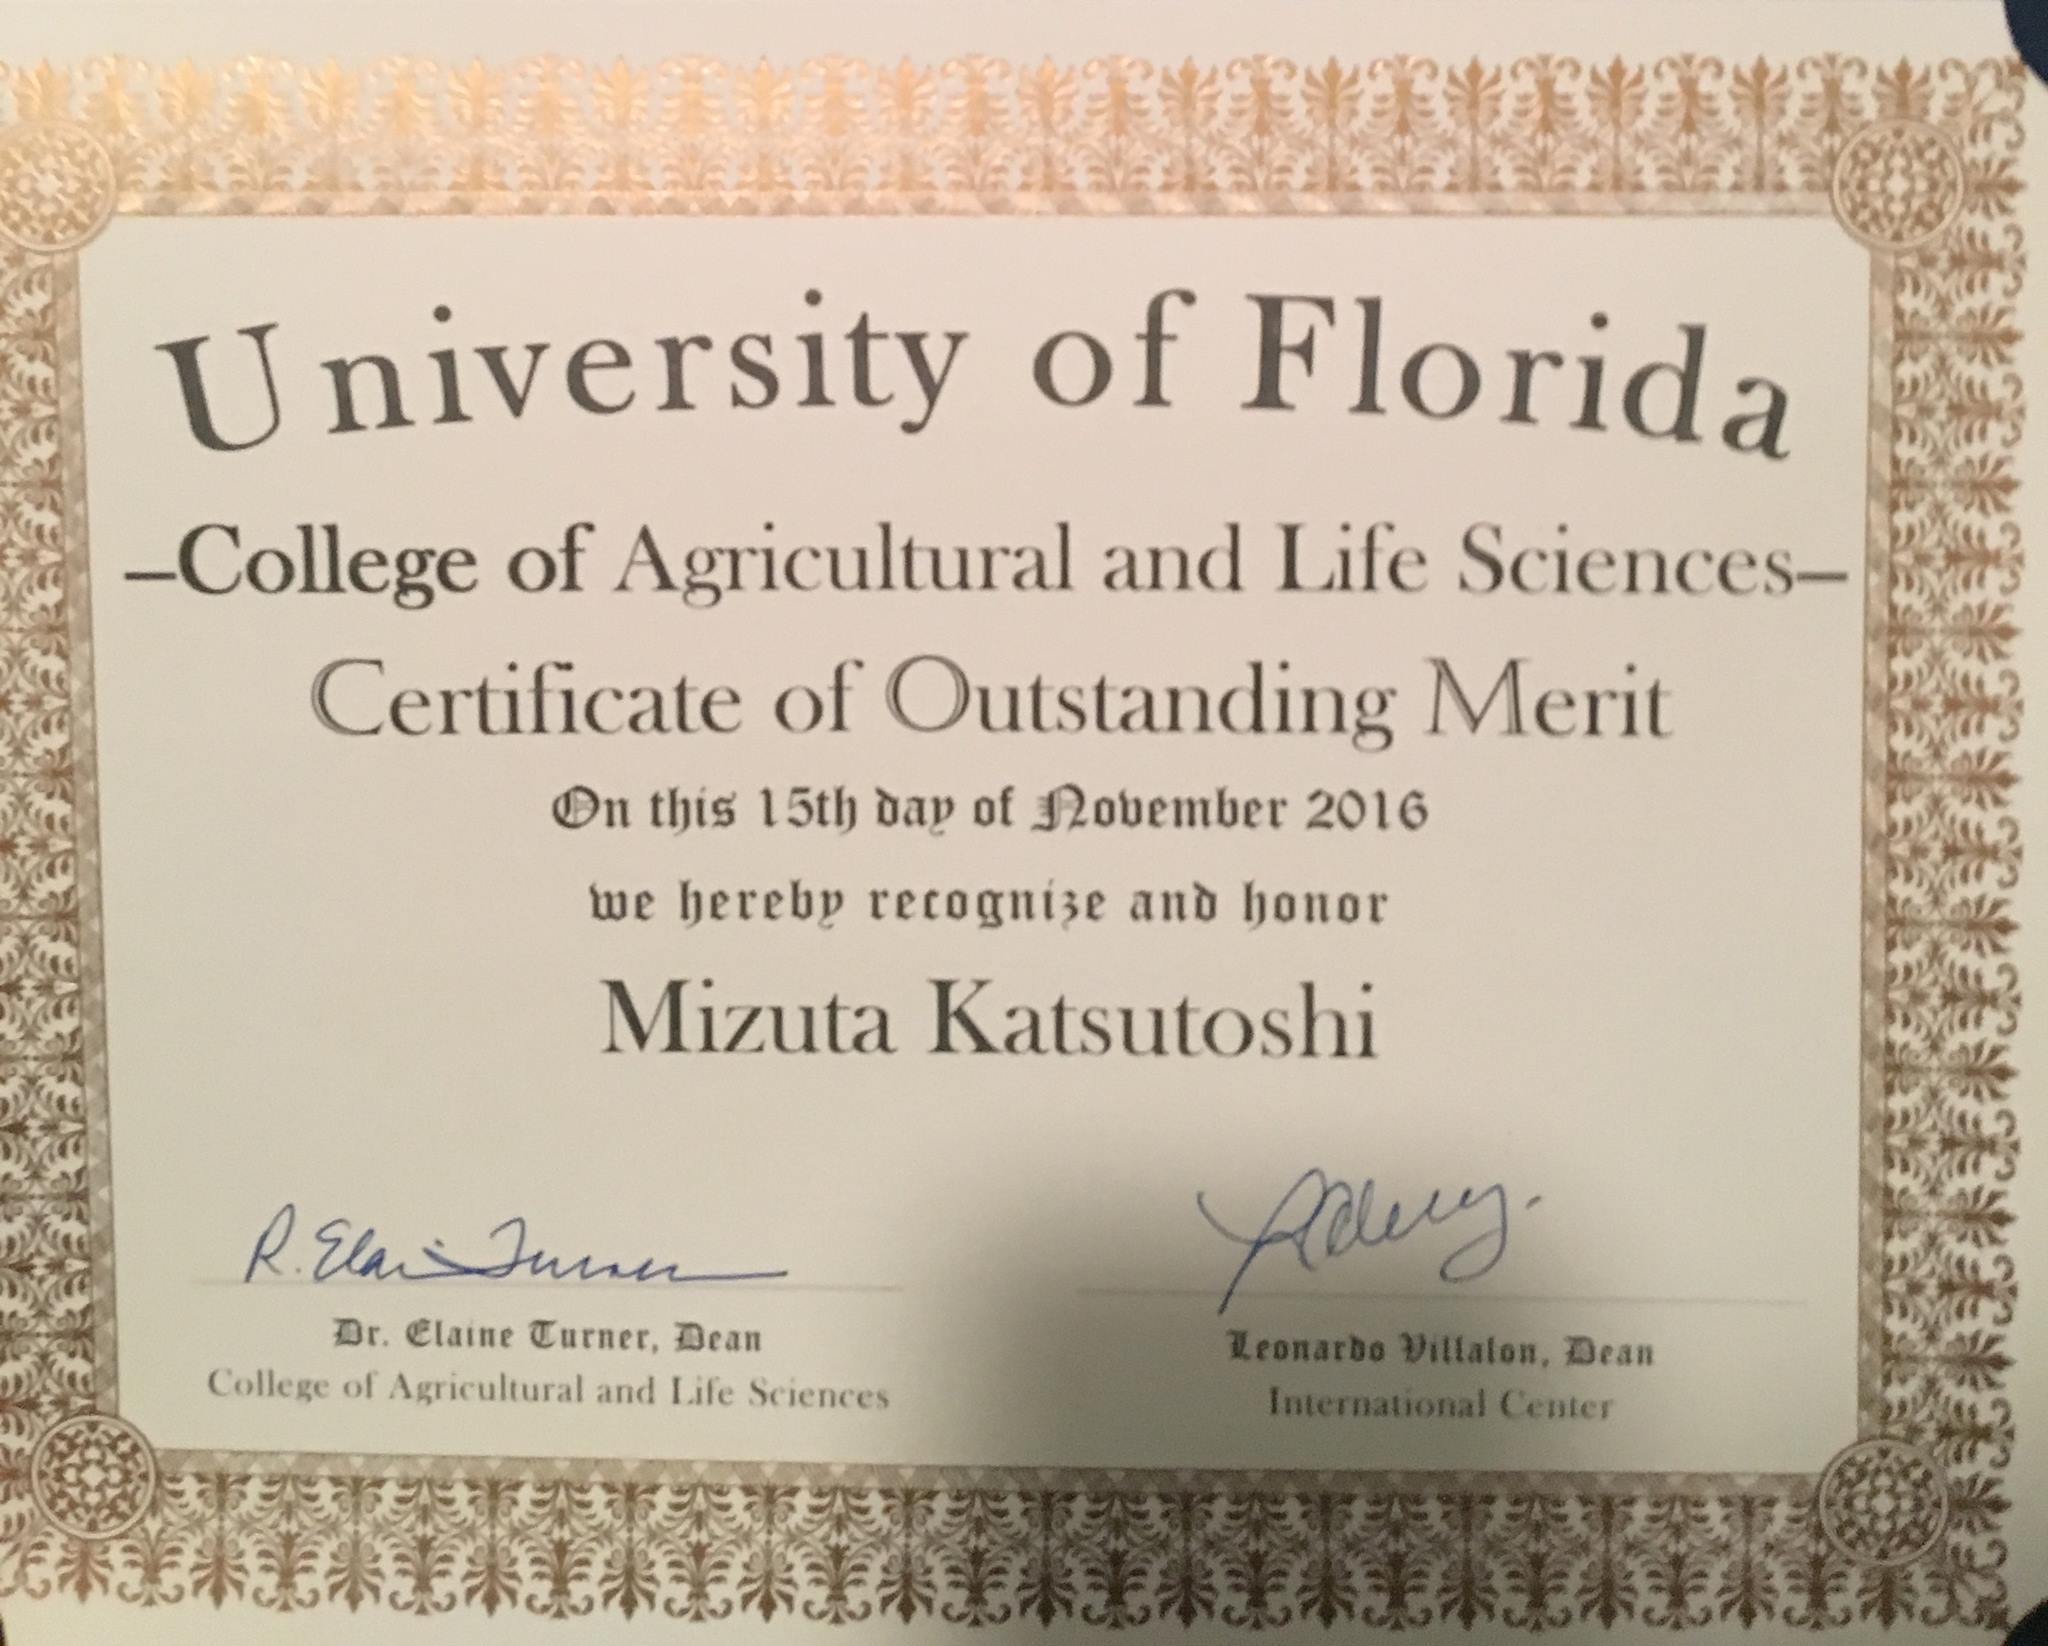 University of Florida
–College of Agricultural and Life Sciences–
Certificate of Outstanding Merit
On this 15th day of November 2016
we hereby recognize and honor
Mizuta Katsutoshi
R. Elaine Turner
Dr. Elaine Turner, Dean
College of Agricultural and Life Sciences
Leonardo Villalon, Dean
International Center